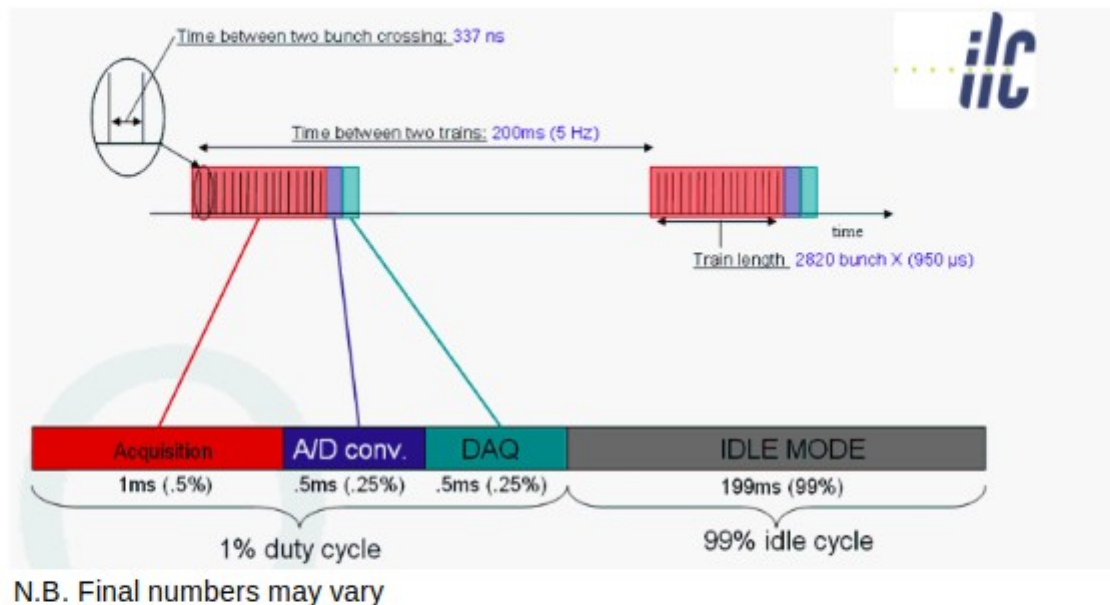 Time between two bunch crossing: 337 ns
ilc
Time between two trains: 200ms (5 Hz)
time
Train length 2820 bunch X (950 µs)
Acquisition A/D conv. DAQ IDLE MODE
1ms (.5%) .5ms (.25%) .5ms (.25%) 199ms (99%)
1% duty cycle 99% idle cycle
N.B. Final numbers may vary